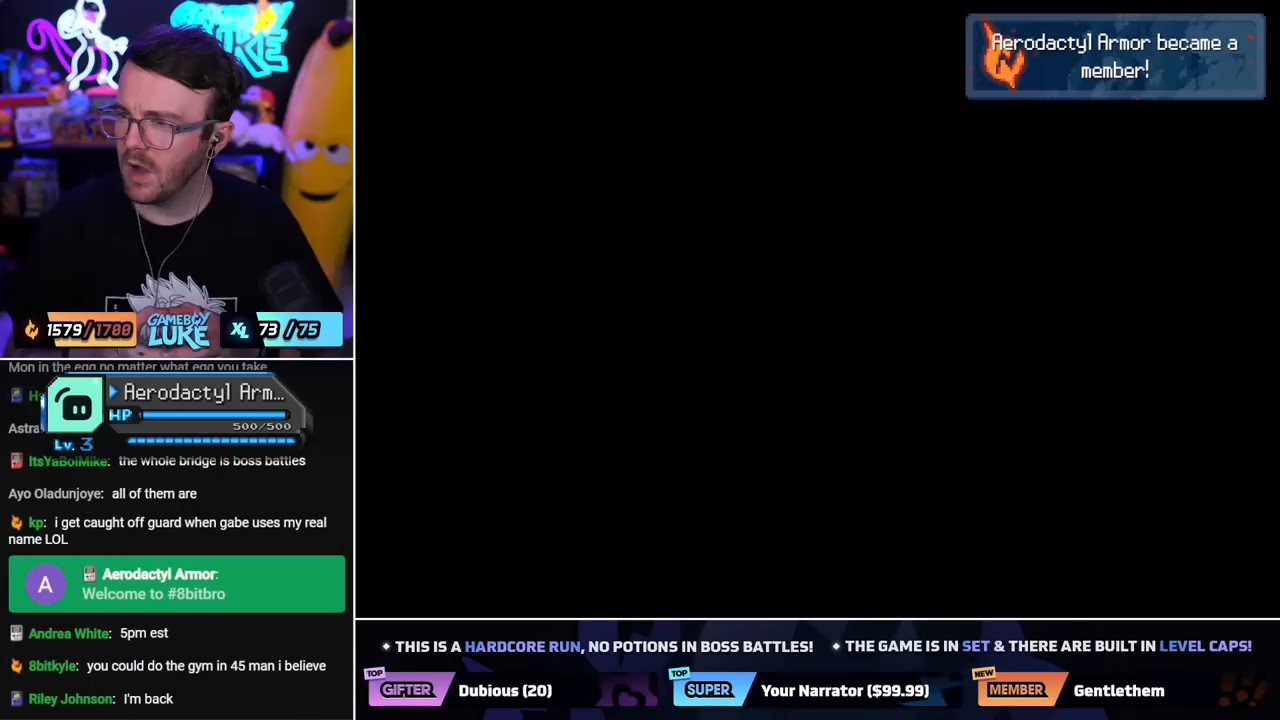 GAMEBOY
LUKE
Aerodactyl Armor became a
member!
1579/1700
GAMEBOY
LUKE
XL 73 /75
Mon in the egg no matter what egg you take
Aerodactyl Arm...
HP
500/500
Astra
Lv. 3
ItsYaBoiMike: the whole bridge is boss battles
Ayo Oladunjoye: all of them are
kp: i get caught off guard when gabe uses my real
name LOL
A Aerodactyl Armor:
Welcome to #8bitbro
Andrea White: 5pm est
8bitkyle: you could do the gym in 45 man i believe
Riley Johnson: I'm back
THIS IS A HARDCORE RUN, NO POTIONS IN BOSS BATTLES! THE GAME IS IN SET & THERE ARE BUILT IN LEVEL CAPS!
TOP GIFTER Dubious (20) TOP SUPER Your Narrator ($99.99) NEW MEMBER Gentlethem